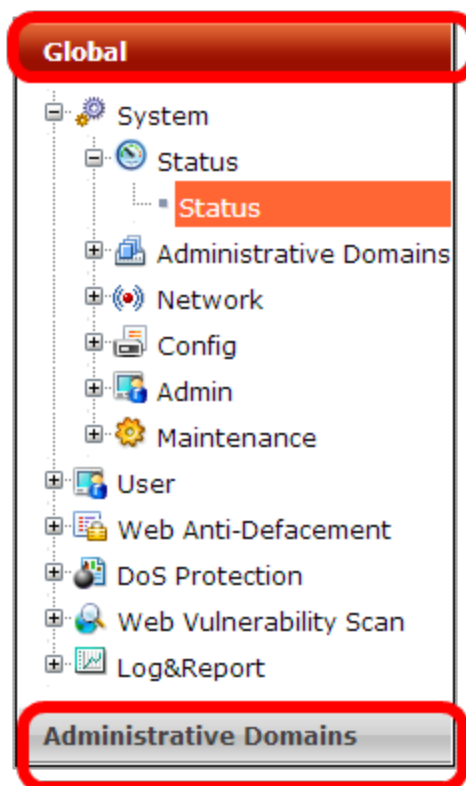 Global
System
Status
Status
Administrative Domains
Network
Config
Admin
Maintenance
User
Web Anti-Defacement
DoS Protection
Web Vulnerability Scan
Log&Report
Administrative Domains